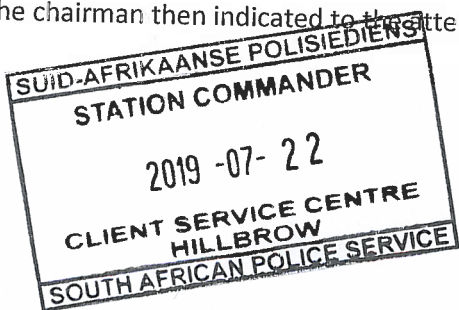 he chairman then indicated to the atte
SUID-AFRIKAANSE POLISIEDIENS
STATION COMMANDER
2019 -07- 22
CLIENT SERVICE CENTRE
HILLBROW
SOUTH AFRICAN POLICE SERVICE